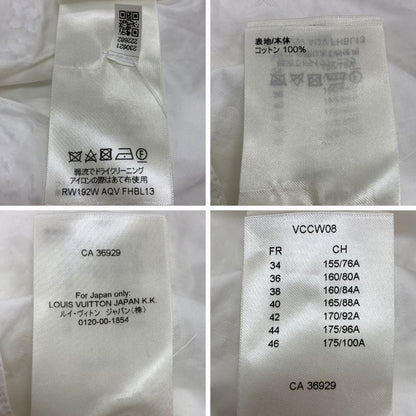 230621
222682
弱流でドライクリーニング
アイロンの際はあて布使用
RW192W AQV FHBL13
表地/本体
コットン 100%
CA 36929
For Japan only:
LOUIS VUITTON JAPAN K.K.
ルイ・ヴィトン ジャパン(株)
0120-00-1854
VCCW08
FR CH
34 155/76A
36 160/80A
38 160/84A
40 165/88A
42 170/92A
44 175/96A
46 175/100A
CA 36929